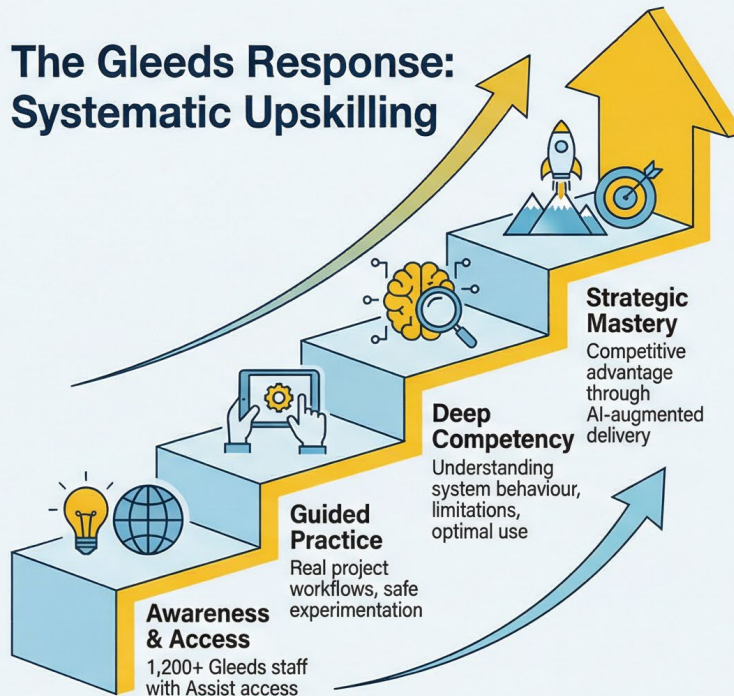 The Gleeds Response:
Systematic Upskilling
Strategic
Mastery
Competitive
advantage
through
AI-augmented
delivery
Deep
Competency
Understanding
system behaviour,
limitations,
optimal use
Guided
Practice
Real project
workflows, safe
experimentation
Awareness
& Access
1,200+ Gleeds staff
with Assist access